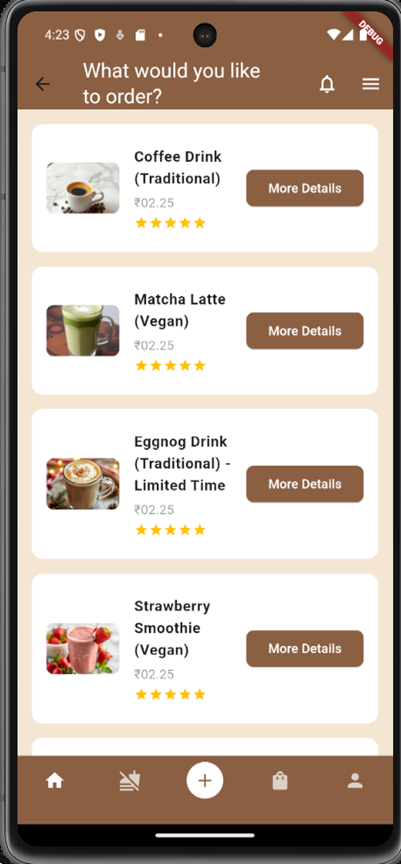 4:23
DEBUG
What would you like
to order?
Coffee Drink
(Traditional)
₹02.25
More Details
Matcha Latte
(Vegan)
₹02.25
More Details
Eggnog Drink
(Traditional) -
Limited Time
₹02.25
More Details
Strawberry
Smoothie
(Vegan)
₹02.25
More Details